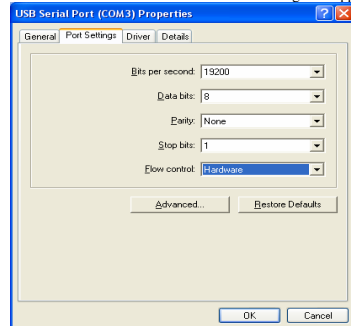 USB Serial Port (COM3) Properties
General Port Settings Driver Details
Bits per second: 19200
Data bits: 8
Parity: None
Stop bits: 1
Flow control: Hardware
Advanced... Restore Defaults
OK Cancel